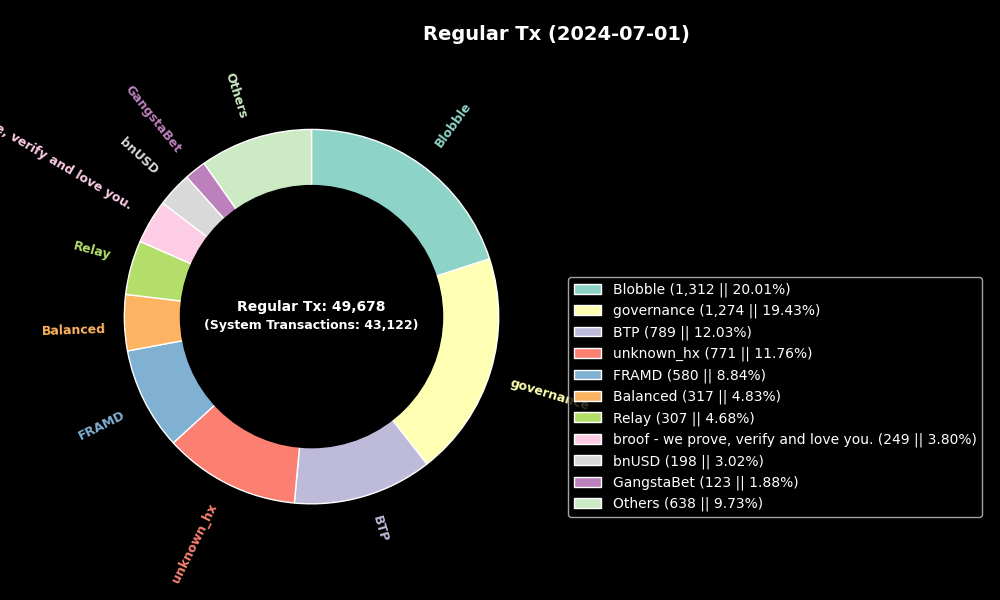 Regular Tx (2024-07-01)
Others
Blobble
GangstaBet
bnUSD
e, verify and love you.
Relay
Regular Tx: 49,678
(System Transactions: 43,122)
Balanced
governance
FRAMD
BTP
unknown_hx
Blobble (1,312 || 20.01%)
governance (1,274 || 19.43%)
BTP (789 || 12.03%)
unknown_hx (771 || 11.76%)
FRAMD (580 || 8.84%)
Balanced (317 || 4.83%)
Relay (307 || 4.68%)
broof - we prove, verify and love you. (249 || 3.80%)
bnUSD (198 || 3.02%)
GangstaBet (123 || 1.88%)
Others (638 || 9.73%)